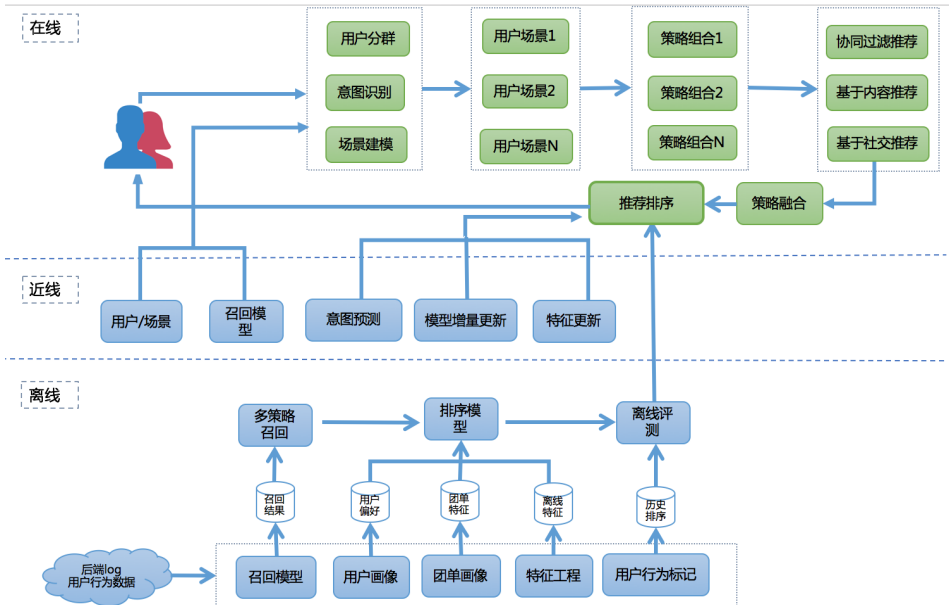 在线
用户分群
用户场景1
策略组合1
协同过滤推荐
意图识别
用户场景2
策略组合2
基于内容推荐
场景建模
用户场景N
策略组合N
基于社交推荐
推荐排序
策略融合
近线
用户/场景
召回模
型
意图预测
模型增量更新
特征更新
离线
多策略
召回
排序模
型
离线评
测
召回
结果
用户
偏好
团单
特征
离线
特征
历史
排序
后端log
用户行为数据
召回模型
用户画像
团单画像
特征工程
用户行为标记